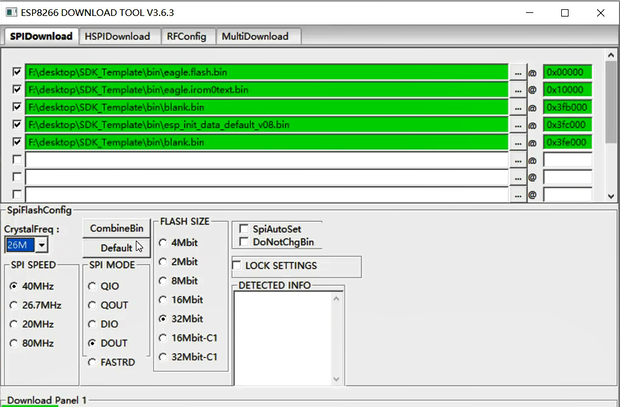 ESP8266 DOWNLOAD TOOL V3.6.3
SPIDownload HSPIDownload RFConfig MultiDownload
F:\desktop\SDK_Template\bin\eagle.flash.bin ... @ 0x00000
F:\desktop\SDK_Template\bin\eagle.irom0text.bin ... @ 0x10000
F:\desktop\SDK_Template\bin\blank.bin ... @ 0x3fb000
F:\desktop\SDK_Template\bin\esp_init_data_default_v08.bin ... @ 0x3fc000
F:\desktop\SDK_Template\bin\blank.bin ... @ 0x3fe000
... @
... @
... @
SpiFlashConfig
CrystalFreq :
26M
CombineBin
Default
SPI SPEED
40MHz
26.7MHz
20MHz
80MHz
SPI MODE
QIO
QOUT
DIO
DOUT
FASTRD
FLASH SIZE
4Mbit
2Mbit
8Mbit
16Mbit
32Mbit
16Mbit-C1
32Mbit-C1
SpiAutoSet
DoNotChgBin
LOCK SETTINGS
DETECTED INFO
Download Panel 1